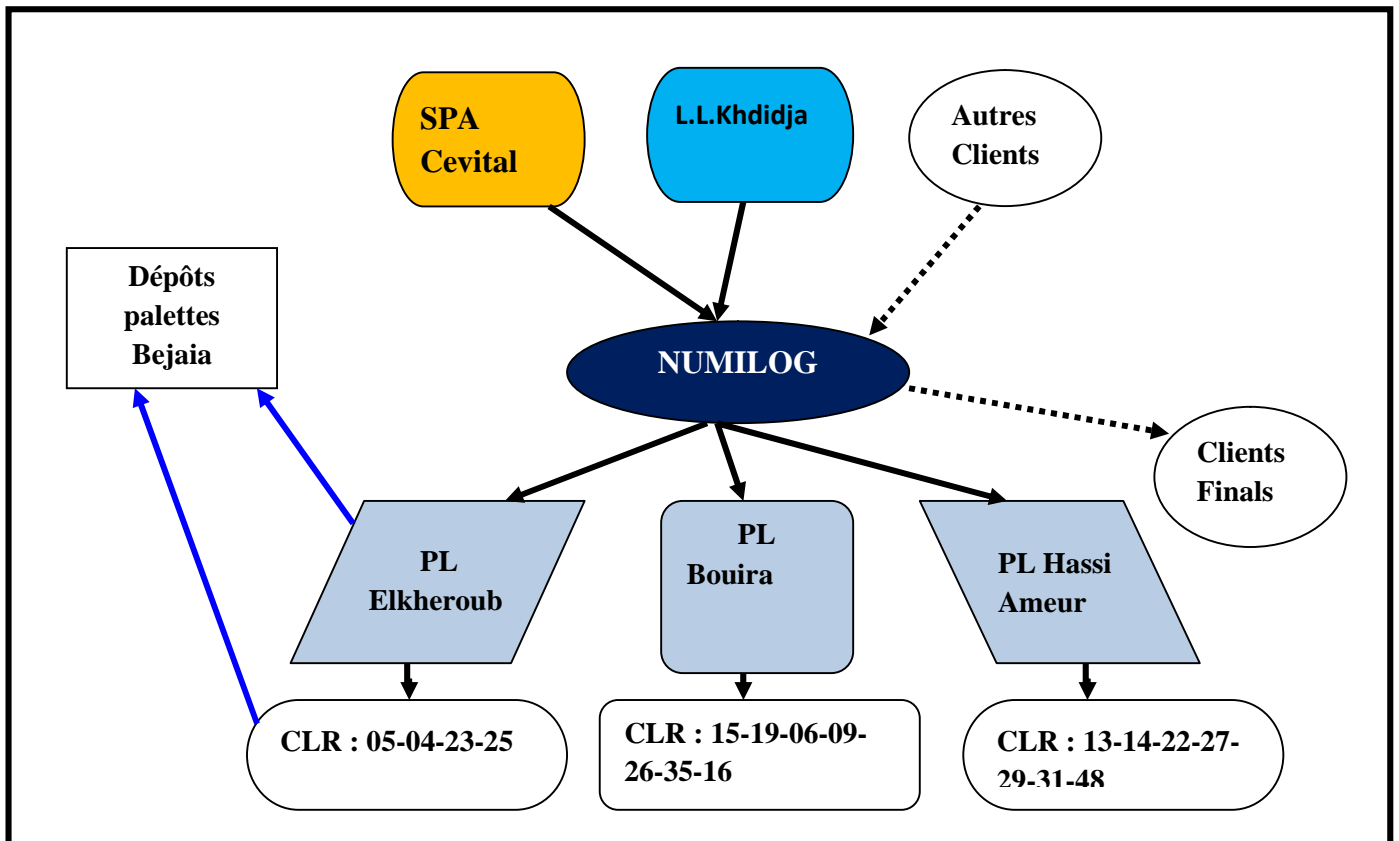 SPA
Cevital
L.L.Khdidja
Autres
Clients
Dépôts
palettes
Bejaia
NUMILOG
Clients
Finals
PL
Elkheroub
PL
Bouira
PL Hassi
Ameur
CLR : 05-04-23-25
CLR : 15-19-06-09-
26-35-16
CLR : 13-14-22-27-
29-31-48